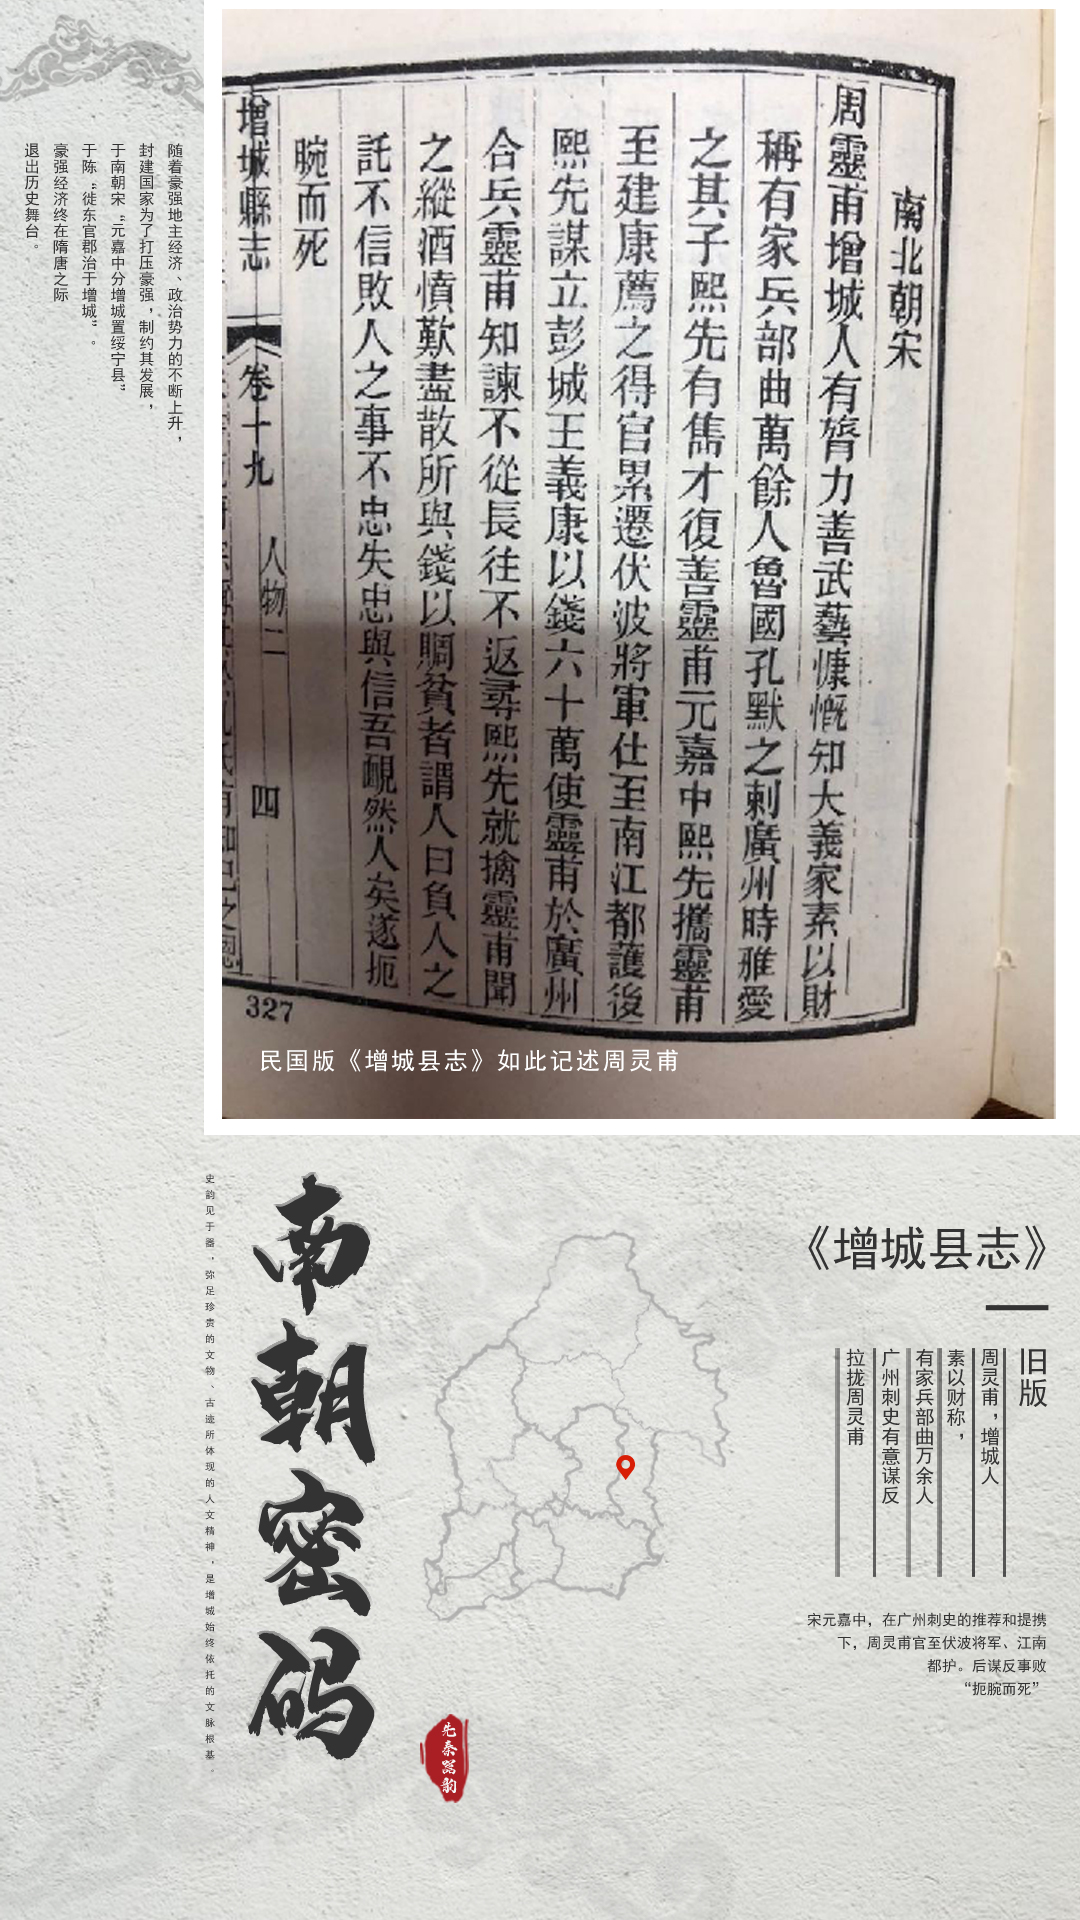 随着豪强地主经济、政治势力的不断上升，
封建国家为了打压豪强，制约其发展，
于南朝宋“元嘉中分增城置绥宁县”
于陈“徙东官郡治于增城”。
豪强经济终在隋唐之际
退出历史舞台。
南北朝宋
周靈甫增城人有膂力善武藝慷慨知大義家素以財
稱有家兵部曲萬餘人魯國孔默之刺廣州時雅愛
之其子熙先有雋才復善靈甫元嘉中熙先攜靈甫
至建康薦之得官累遷伏波將軍仕至南江都護後
熙先謀立彭城王義康以錢六十萬使靈甫於廣州
合兵靈甫知諫不從長往不返尋熙先就擒靈甫聞
之縱酒憤歎盡散所與錢以賙貧者謂人曰負人之
託不信敗人之事不忠失忠與信吾覥然人矣遂扼
腕而死
增城縣志
卷十九
人物二
四
327
民国版《增城县志》如此记述周灵甫
《增城县志》
旧版
周灵甫，增城人
素以财称，
有家兵部曲万余人
广州刺史有意谋反
拉拢周灵甫
宋元嘉中，在广州刺史的推荐和提携
下，周灵甫官至伏波将军、江南
都护。后谋反事败
“扼腕而死”
南朝密码
史韵见于器，弥足珍贵的文物、古迹所体现的人文精神，是增城始终依托的文脉根基。
先秦器韵